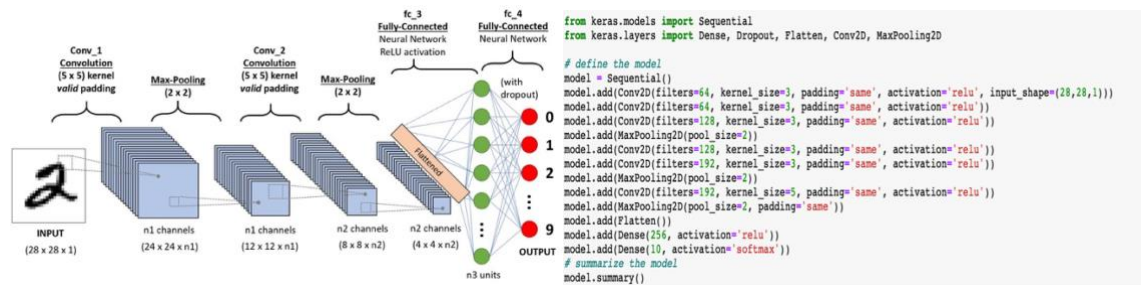 fc_3
Fully-Connected
Neural Network
ReLU activation
fc_4
Fully-Connected
Neural Network
Conv_1
Convolution
(5 x 5) kernel
valid padding
Max-Pooling
(2 x 2)
Conv_2
Convolution
(5 x 5) kernel
valid padding
Max-Pooling
(2 x 2)
(with
dropout)
Flattened
0
1
2
9
INPUT
(28 x 28 x 1)
n1 channels
(24 x 24 x n1)
n1 channels
(12 x 12 x n1)
n2 channels
(8 x 8 x n2)
n2 channels
(4 x 4 x n2)
n3 units
OUTPUT
from keras.models import Sequential
from keras.layers import Dense, Dropout, Flatten, Conv2D, MaxPooling2D
# define the model
model = Sequential()
model.add(Conv2D(filters=64, kernel_size=3, padding='same', activation='relu', input_shape=(28,28,1)))
model.add(Conv2D(filters=64, kernel_size=3, padding='same', activation='relu'))
model.add(Conv2D(filters=128, kernel_size=3, padding='same', activation='relu'))
model.add(MaxPooling2D(pool_size=2))
model.add(Conv2D(filters=128, kernel_size=3, padding='same', activation='relu'))
model.add(Conv2D(filters=192, kernel_size=3, padding='same', activation='relu'))
model.add(MaxPooling2D(pool_size=2))
model.add(Conv2D(filters=192, kernel_size=5, padding='same', activation='relu'))
model.add(MaxPooling2D(pool_size=2, padding='same'))
model.add(Flatten())
model.add(Dense(256, activation='relu'))
model.add(Dense(10, activation='softmax'))
# summarize the model
model.summary()